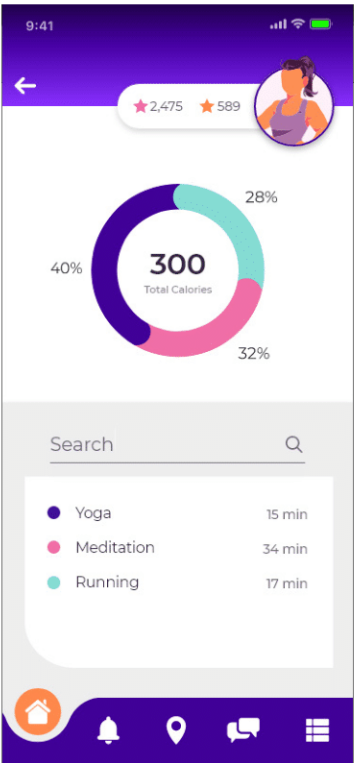 9:41
2,475 589
28%
40%
300
Total Calories
32%
Search
Yoga 15 min
Meditation 34 min
Running 17 min